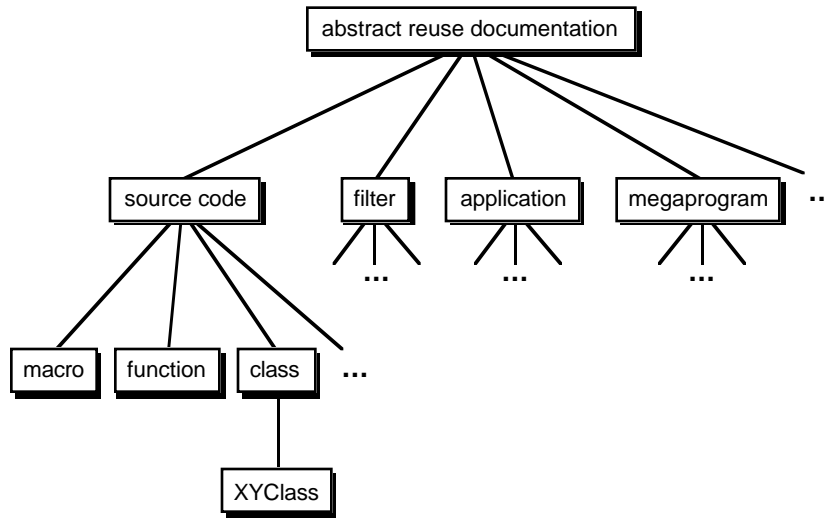 abstract reuse documentation
source code
filter
application
megaprogram
...
...
...
...
macro
function
class
...
XYClass